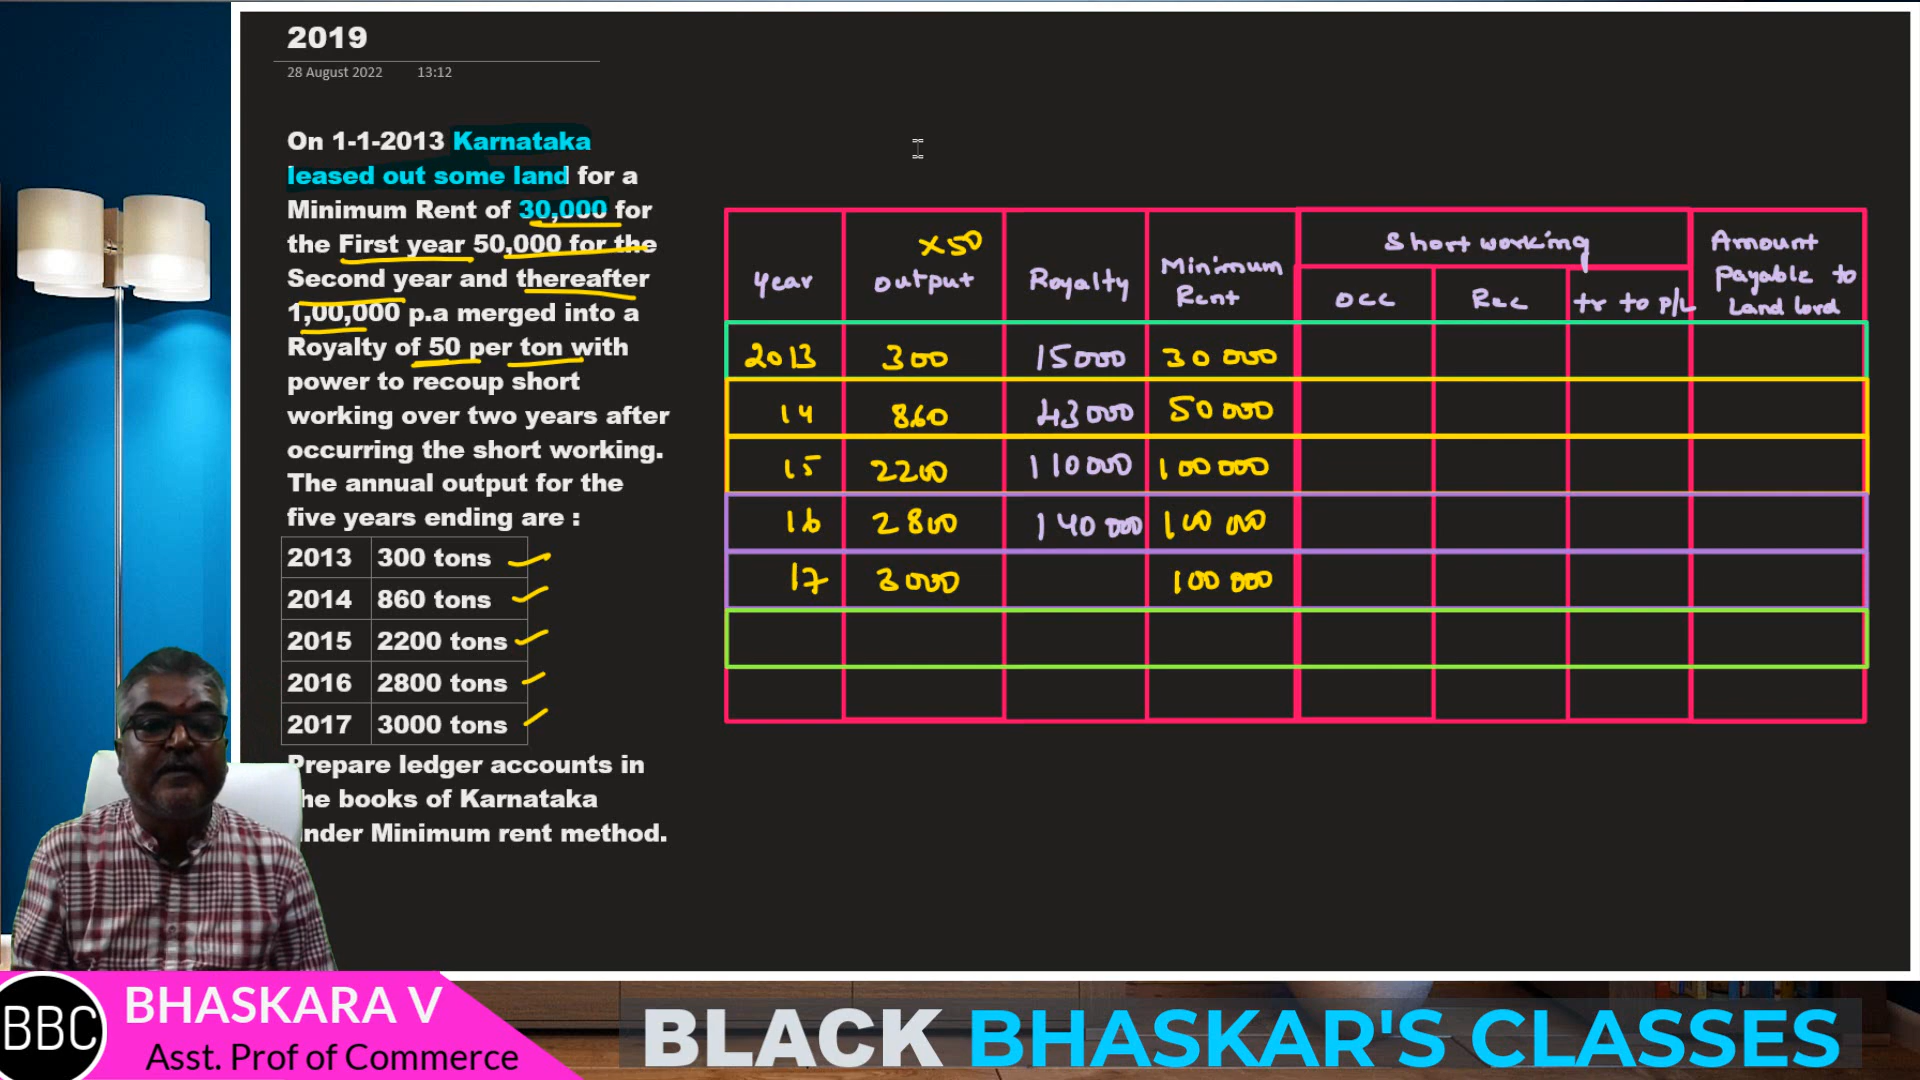 2019
28 August 2022 13:12
On 1-1-2013 Karnataka
leased out some land for a
Minimum Rent of 30,000 for
the First year 50,000 for the
Second year and thereafter
1,00,000 p.a merged into a
Royalty of 50 per ton with
power to recoup short
working over two years after
occurring the short working.
The annual output for the
five years ending are :
2013 300 tons
2014 860 tons
2015 2200 tons
2016 2800 tons
2017 3000 tons
Prepare ledger accounts in
he books of Karnataka
nder Minimum rent method.
Year ×50 output Royalty Minimum Rent Short working Amount payable to Land lord
occ Rec tr to P/L
2013 300 15000 30000
14 860 43000 50000
15 2200 110000 100000
16 2800 140000 100000
17 3000 100000
BBC
BHASKARA V
Asst. Prof of Commerce
BLACK BHASKAR'S CLASSES